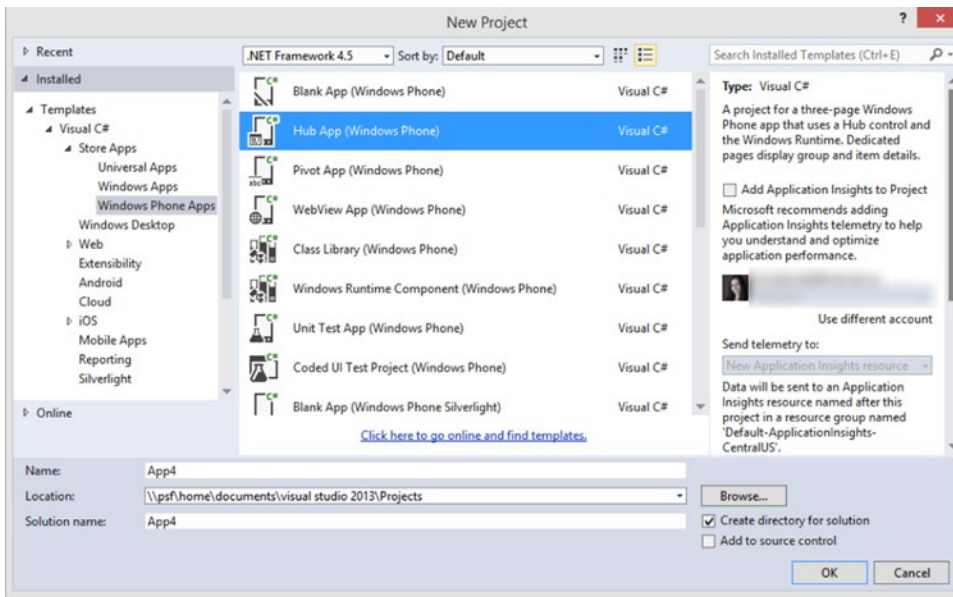 New Project
?
×
Recent
Installed
Templates
Visual C#
Store Apps
Universal Apps
Windows Apps
Windows Phone Apps
Windows Desktop
Web
Extensibility
Android
Cloud
iOS
Mobile Apps
Reporting
Silverlight
Online
.NET Framework 4.5 Sort by: Default
Blank App (Windows Phone) Visual C#
Hub App (Windows Phone) Visual C#
Pivot App (Windows Phone) Visual C#
WebView App (Windows Phone) Visual C#
Class Library (Windows Phone) Visual C#
Windows Runtime Component (Windows Phone) Visual C#
Unit Test App (Windows Phone) Visual C#
Coded UI Test Project (Windows Phone) Visual C#
Blank App (Windows Phone Silverlight) Visual C#
Click here to go online and find templates.
Search Installed Templates (Ctrl+E)
Type: Visual C#
A project for a three-page Windows
Phone app that uses a Hub control and
the Windows Runtime. Dedicated
pages display group and item details.
Add Application Insights to Project
Microsoft recommends adding
Application Insights telemetry to help
you understand and optimize
application performance.
Use different account
Send telemetry to:
New Application Insights resource
Data will be sent to an Application
Insights resource named after this
project in a resource group named
'Default-ApplicationInsights-
CentralUS'.
Name: App4
Location: \\psf\home\documents\visual studio 2013\Projects
Browse...
Solution name: App4
Create directory for solution
Add to source control
OK Cancel